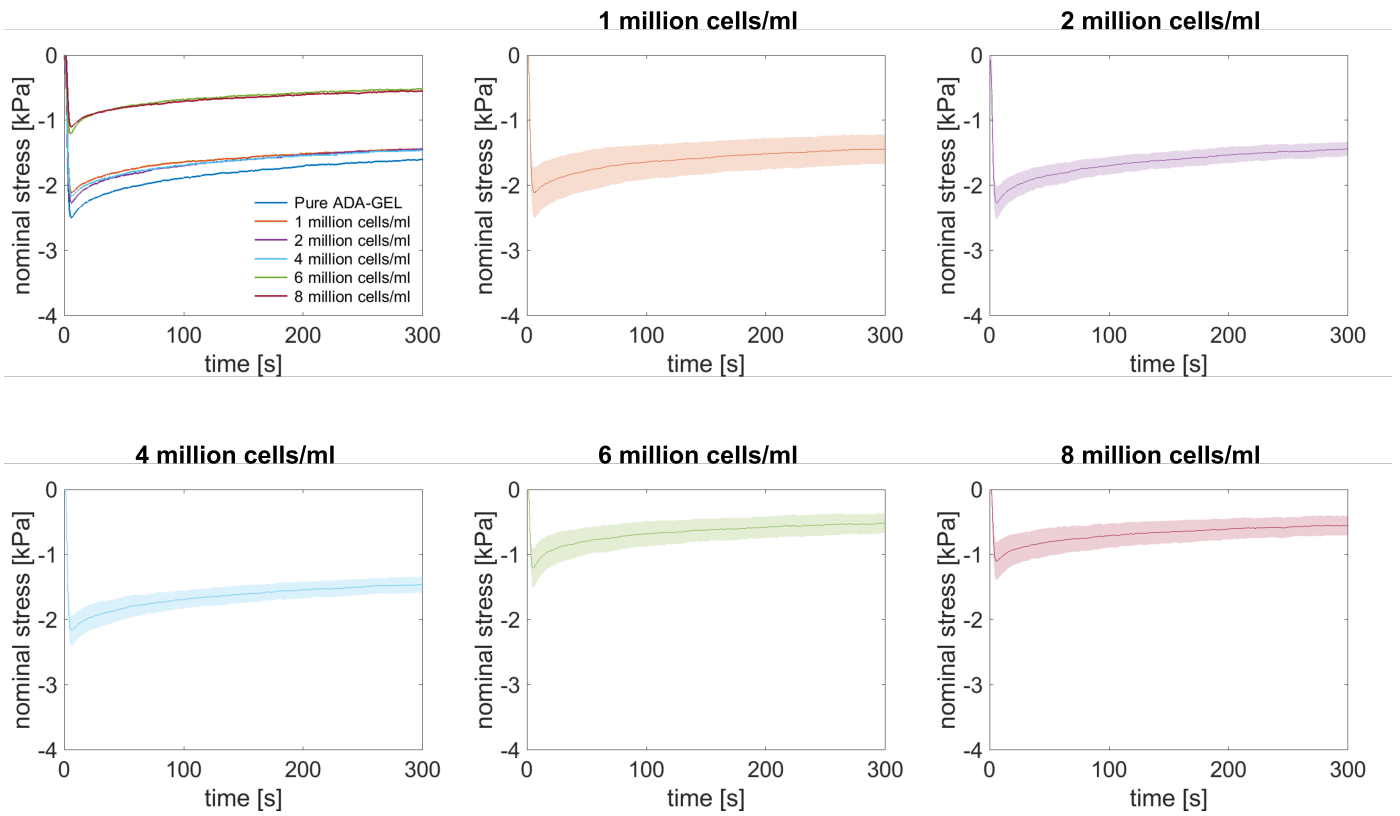 1 million cells/ml
2 million cells/ml
0
-1
-2
-3
-4
nominal stress [kPa]
Pure ADA-GEL
1 million cells/ml
2 million cells/ml
4 million cells/ml
6 million cells/ml
8 million cells/ml
0 100 200 300
time [s]
0
-1
-2
-3
-4
nominal stress [kPa]
0 100 200 300
time [s]
0
-1
-2
-3
-4
nominal stress [kPa]
0 100 200 300
time [s]
4 million cells/ml
6 million cells/ml
8 million cells/ml
0
-1
-2
-3
-4
nominal stress [kPa]
0 100 200 300
time [s]
0
-1
-2
-3
-4
nominal stress [kPa]
0 100 200 300
time [s]
0
-1
-2
-3
-4
nominal stress [kPa]
0 100 200 300
time [s]